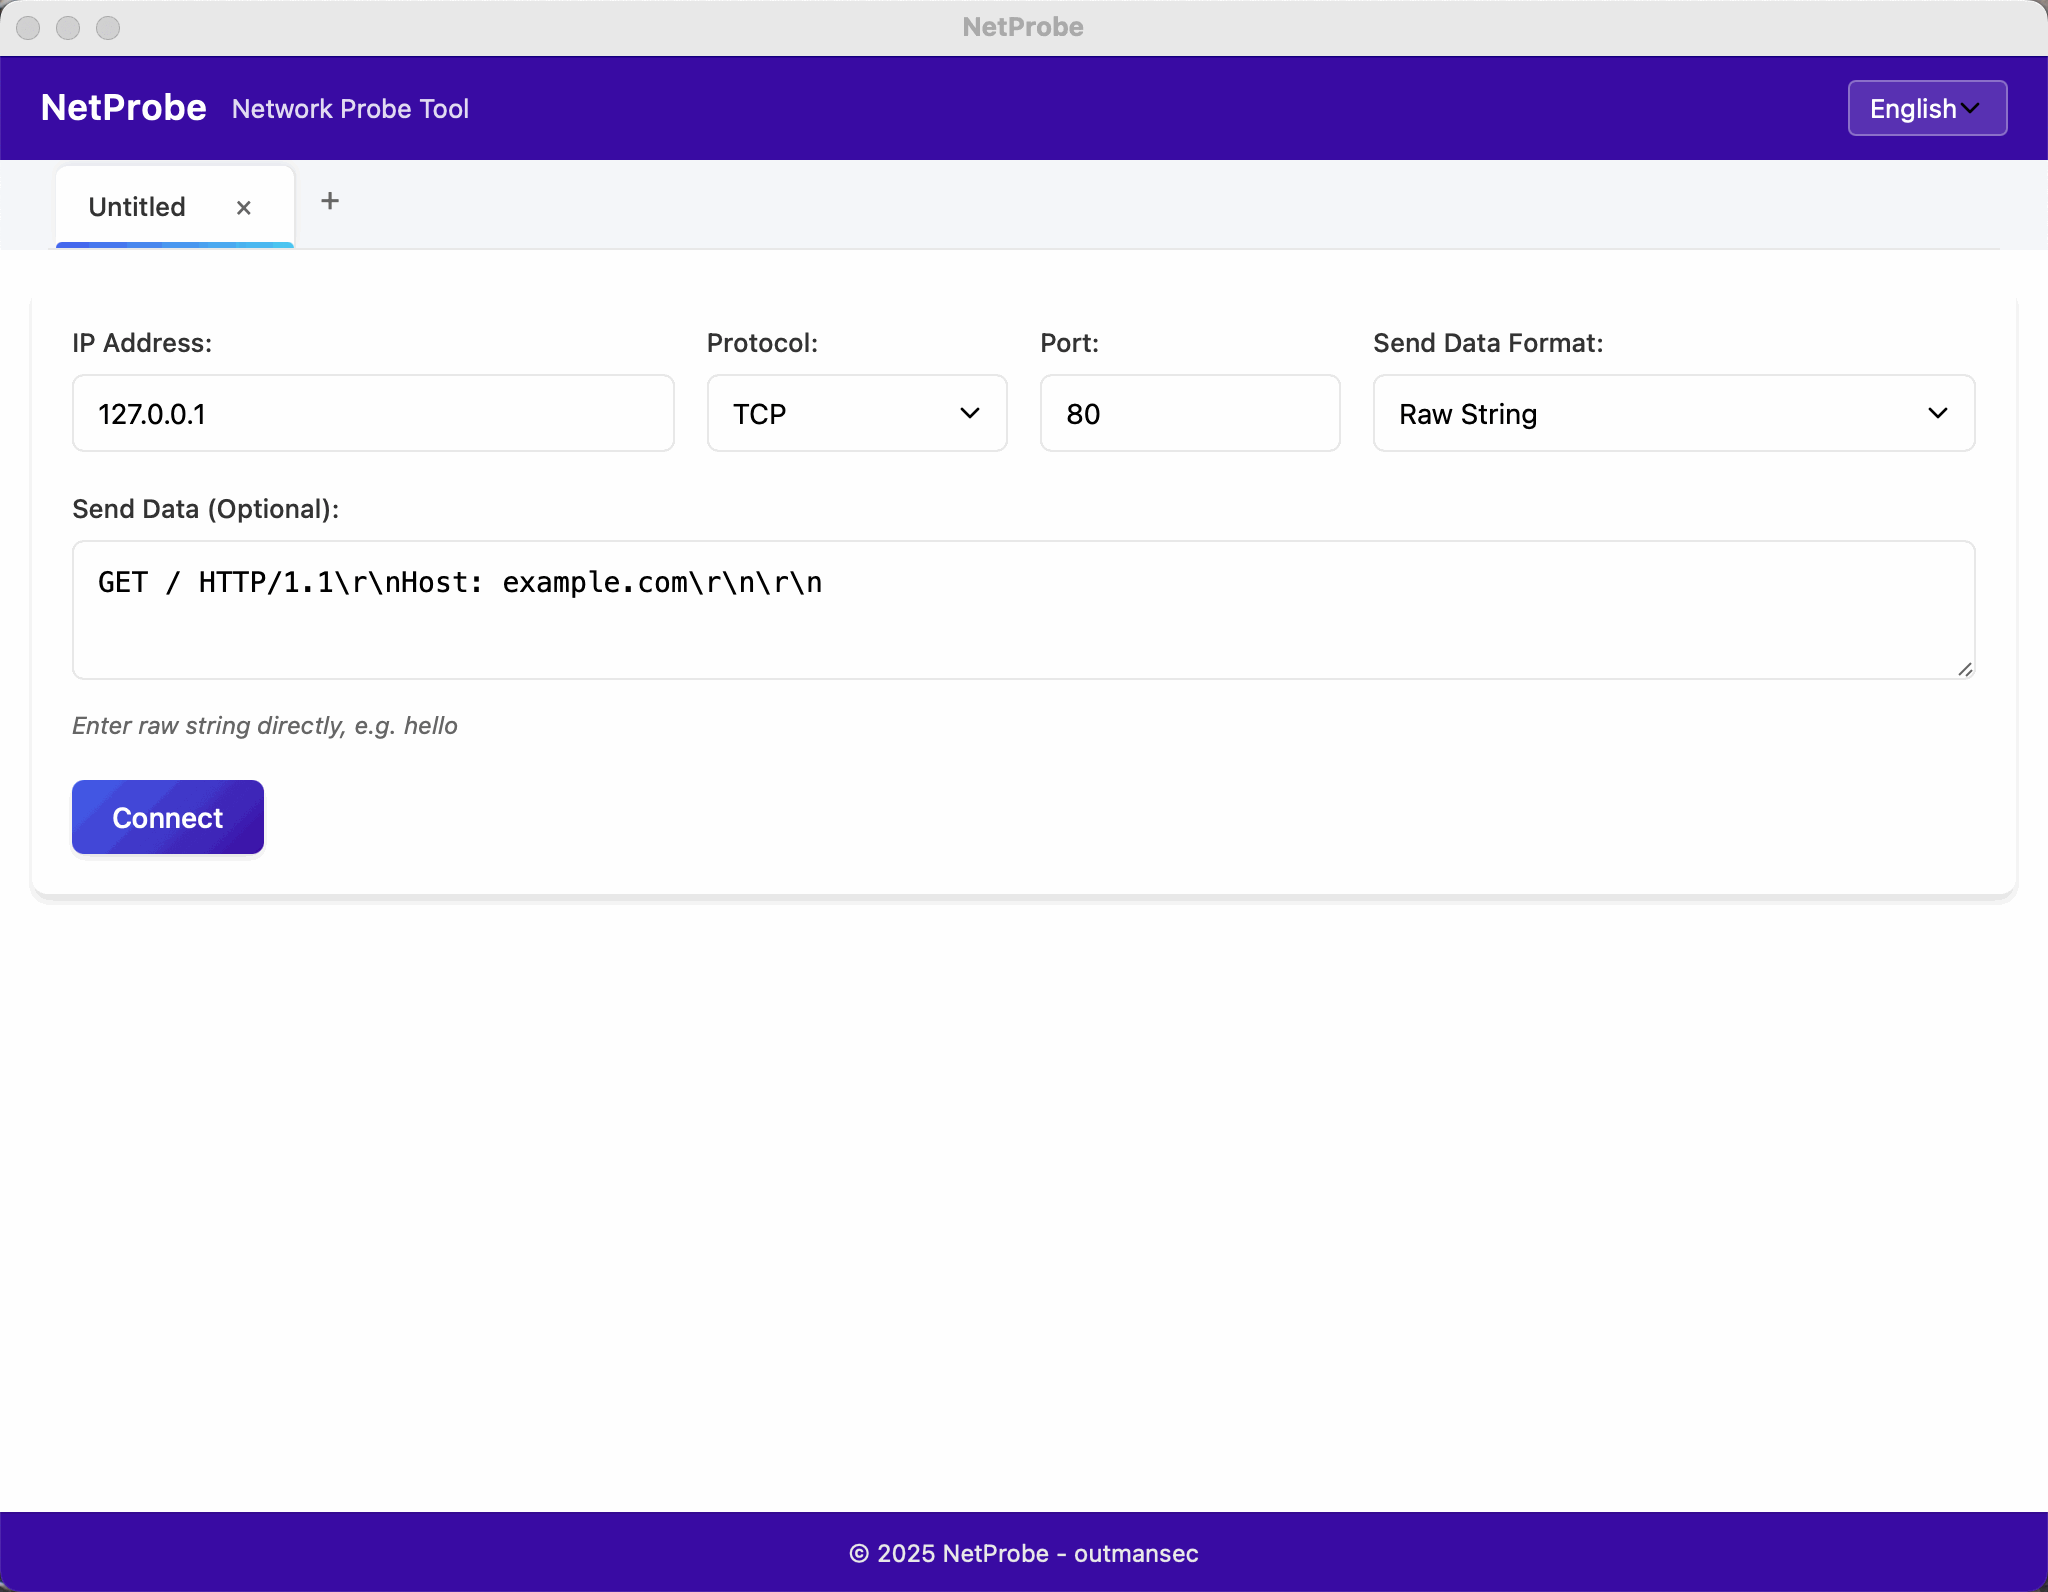 NetProbe
NetProbe Network Probe Tool English
Untitled × +
IP Address: Protocol: Port: Send Data Format:
127.0.0.1 TCP 80 Raw String
Send Data (Optional):
GET / HTTP/1.1\r\nHost: example.com\r\n\r\n
Enter raw string directly, e.g. hello
Connect
© 2025 NetProbe - outmansec